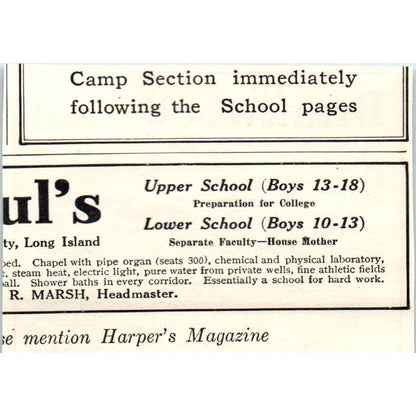 Camp Section immediately
following the School pages
ul's
ty, Long Island
Upper School (Boys 13-18)
Preparation for College
Lower School (Boys 10-13)
Separate Faculty—House Mother
ped. Chapel with pipe organ (seats 300), chemical and physical laboratory,
t, steam heat, electric light, pure water from private wells, fine athletic fields
ball. Shower baths in every corridor. Essentially a school for hard work.
R. MARSH, Headmaster.
se mention Harper's Magazine